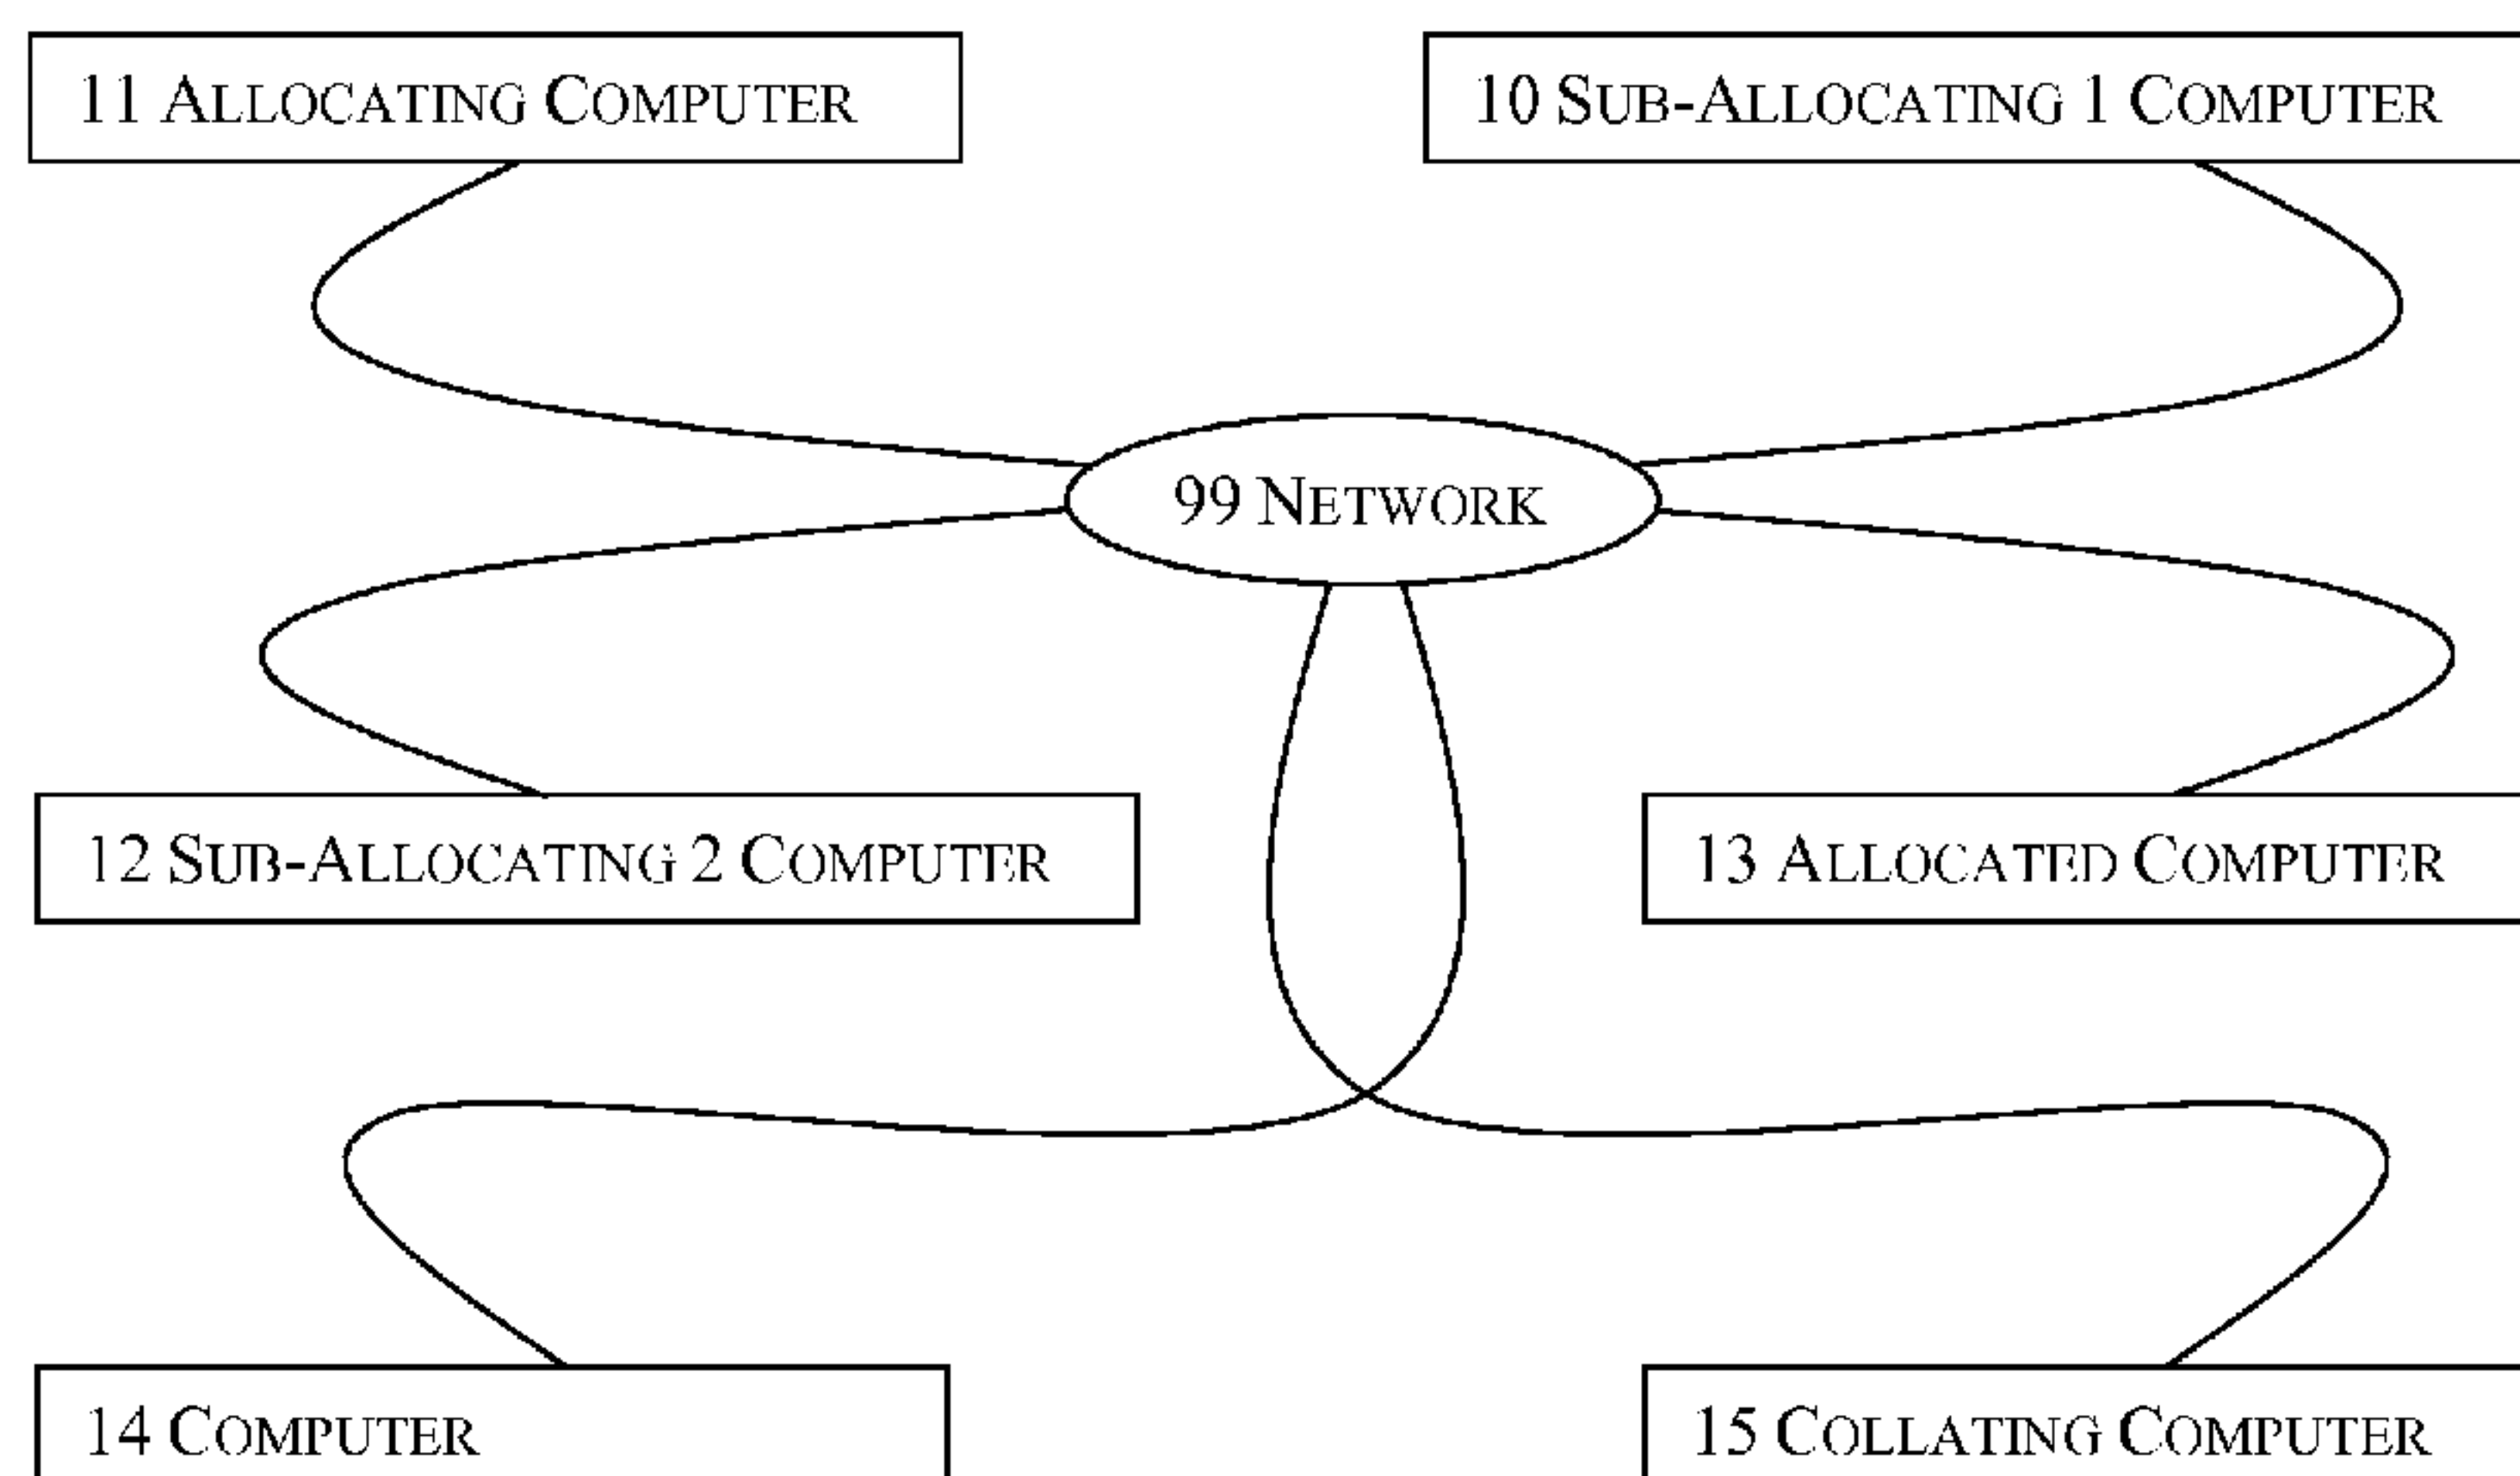 11 ALLOCATING COMPUTER
10 SUB-ALLOCATING 1 COMPUTER
99 NETWORK
12 SUB-ALLOCATING 2 COMPUTER
13 ALLOCATED COMPUTER
14 COMPUTER
15 COLLATING COMPUTER